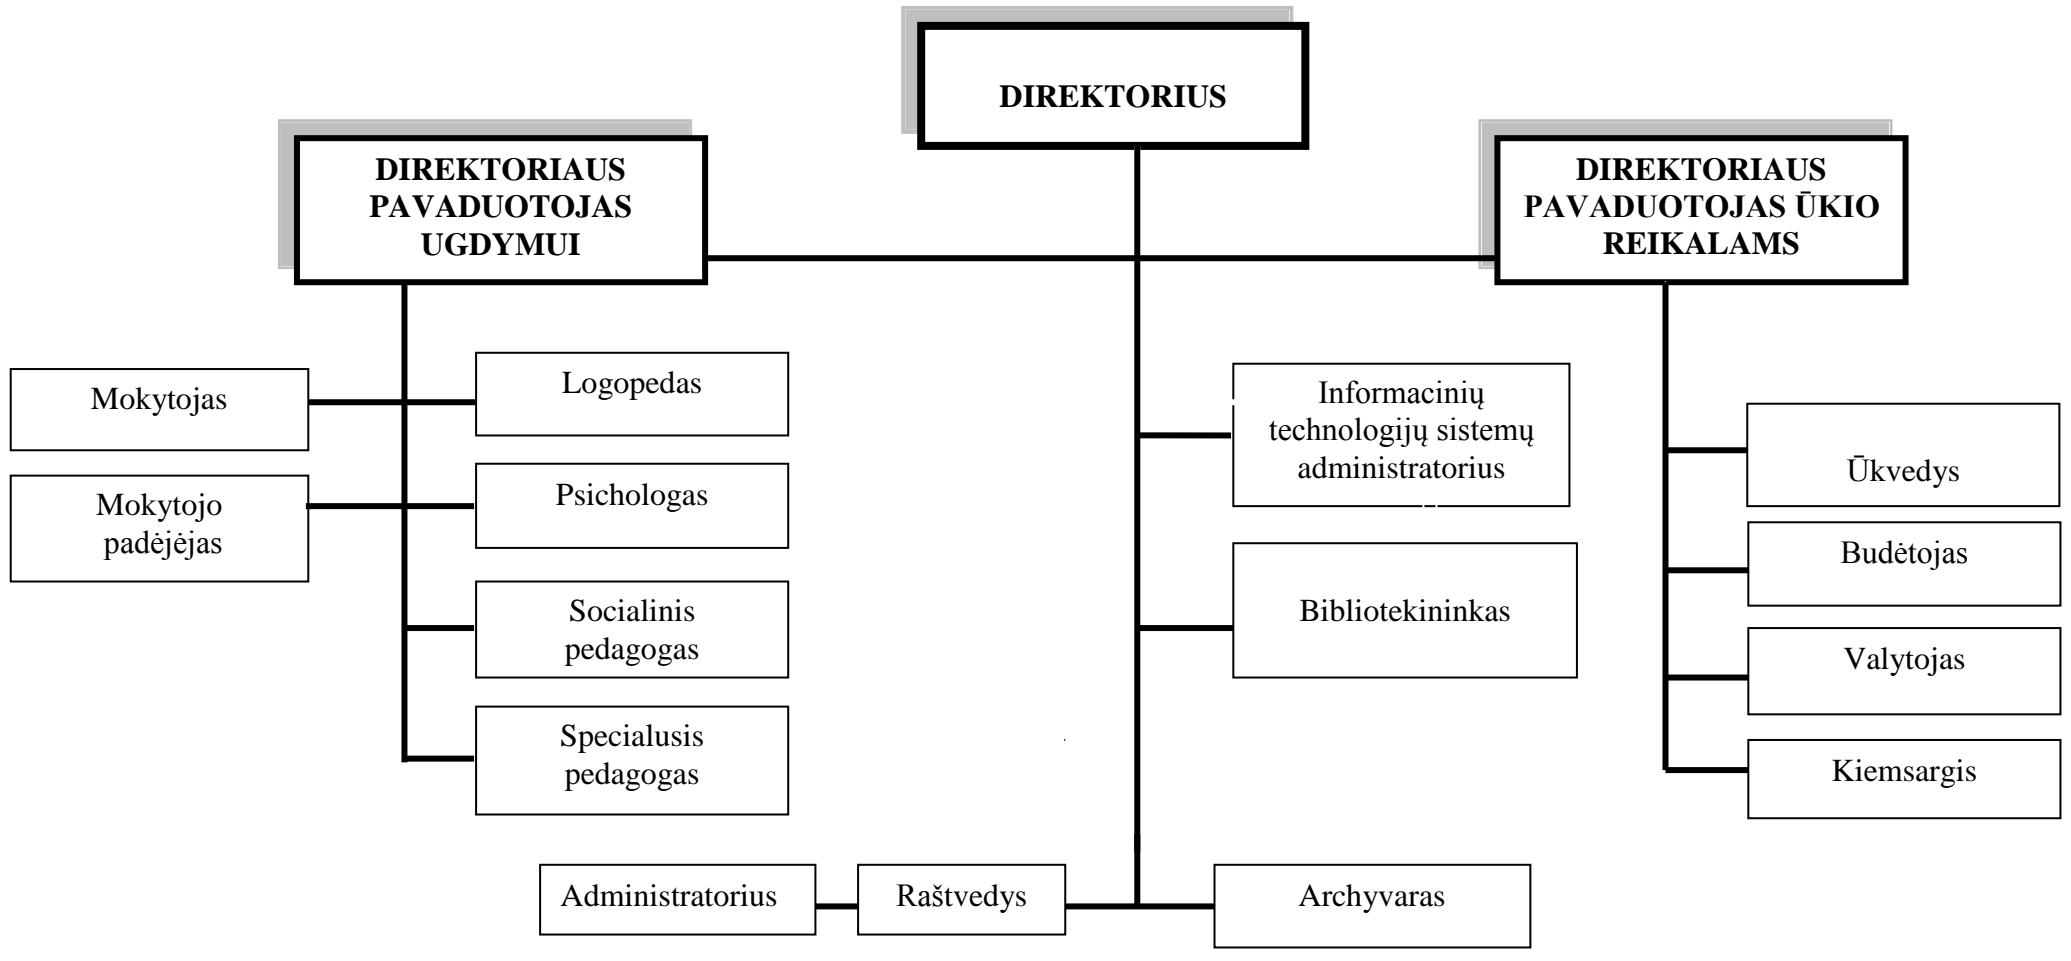 DIREKTORIUS
DIREKTORIAUS
PAVADUOTOJAS
UGDYMUI
DIREKTORIAUS
PAVADUOTOJAS ŪKIO
REIKALAMS
Mokytojas
Mokytojo
padėjėjas
Logopedas
Psichologas
Socialinis
pedagogas
Specialusis
pedagogas
Informacinių
technologijų sistemų
administratorius
Bibliotekininkas
Ūkvedys
Budėtojas
Valytojas
Kiemsargis
Administratorius
Raštvedys
Archyvaras